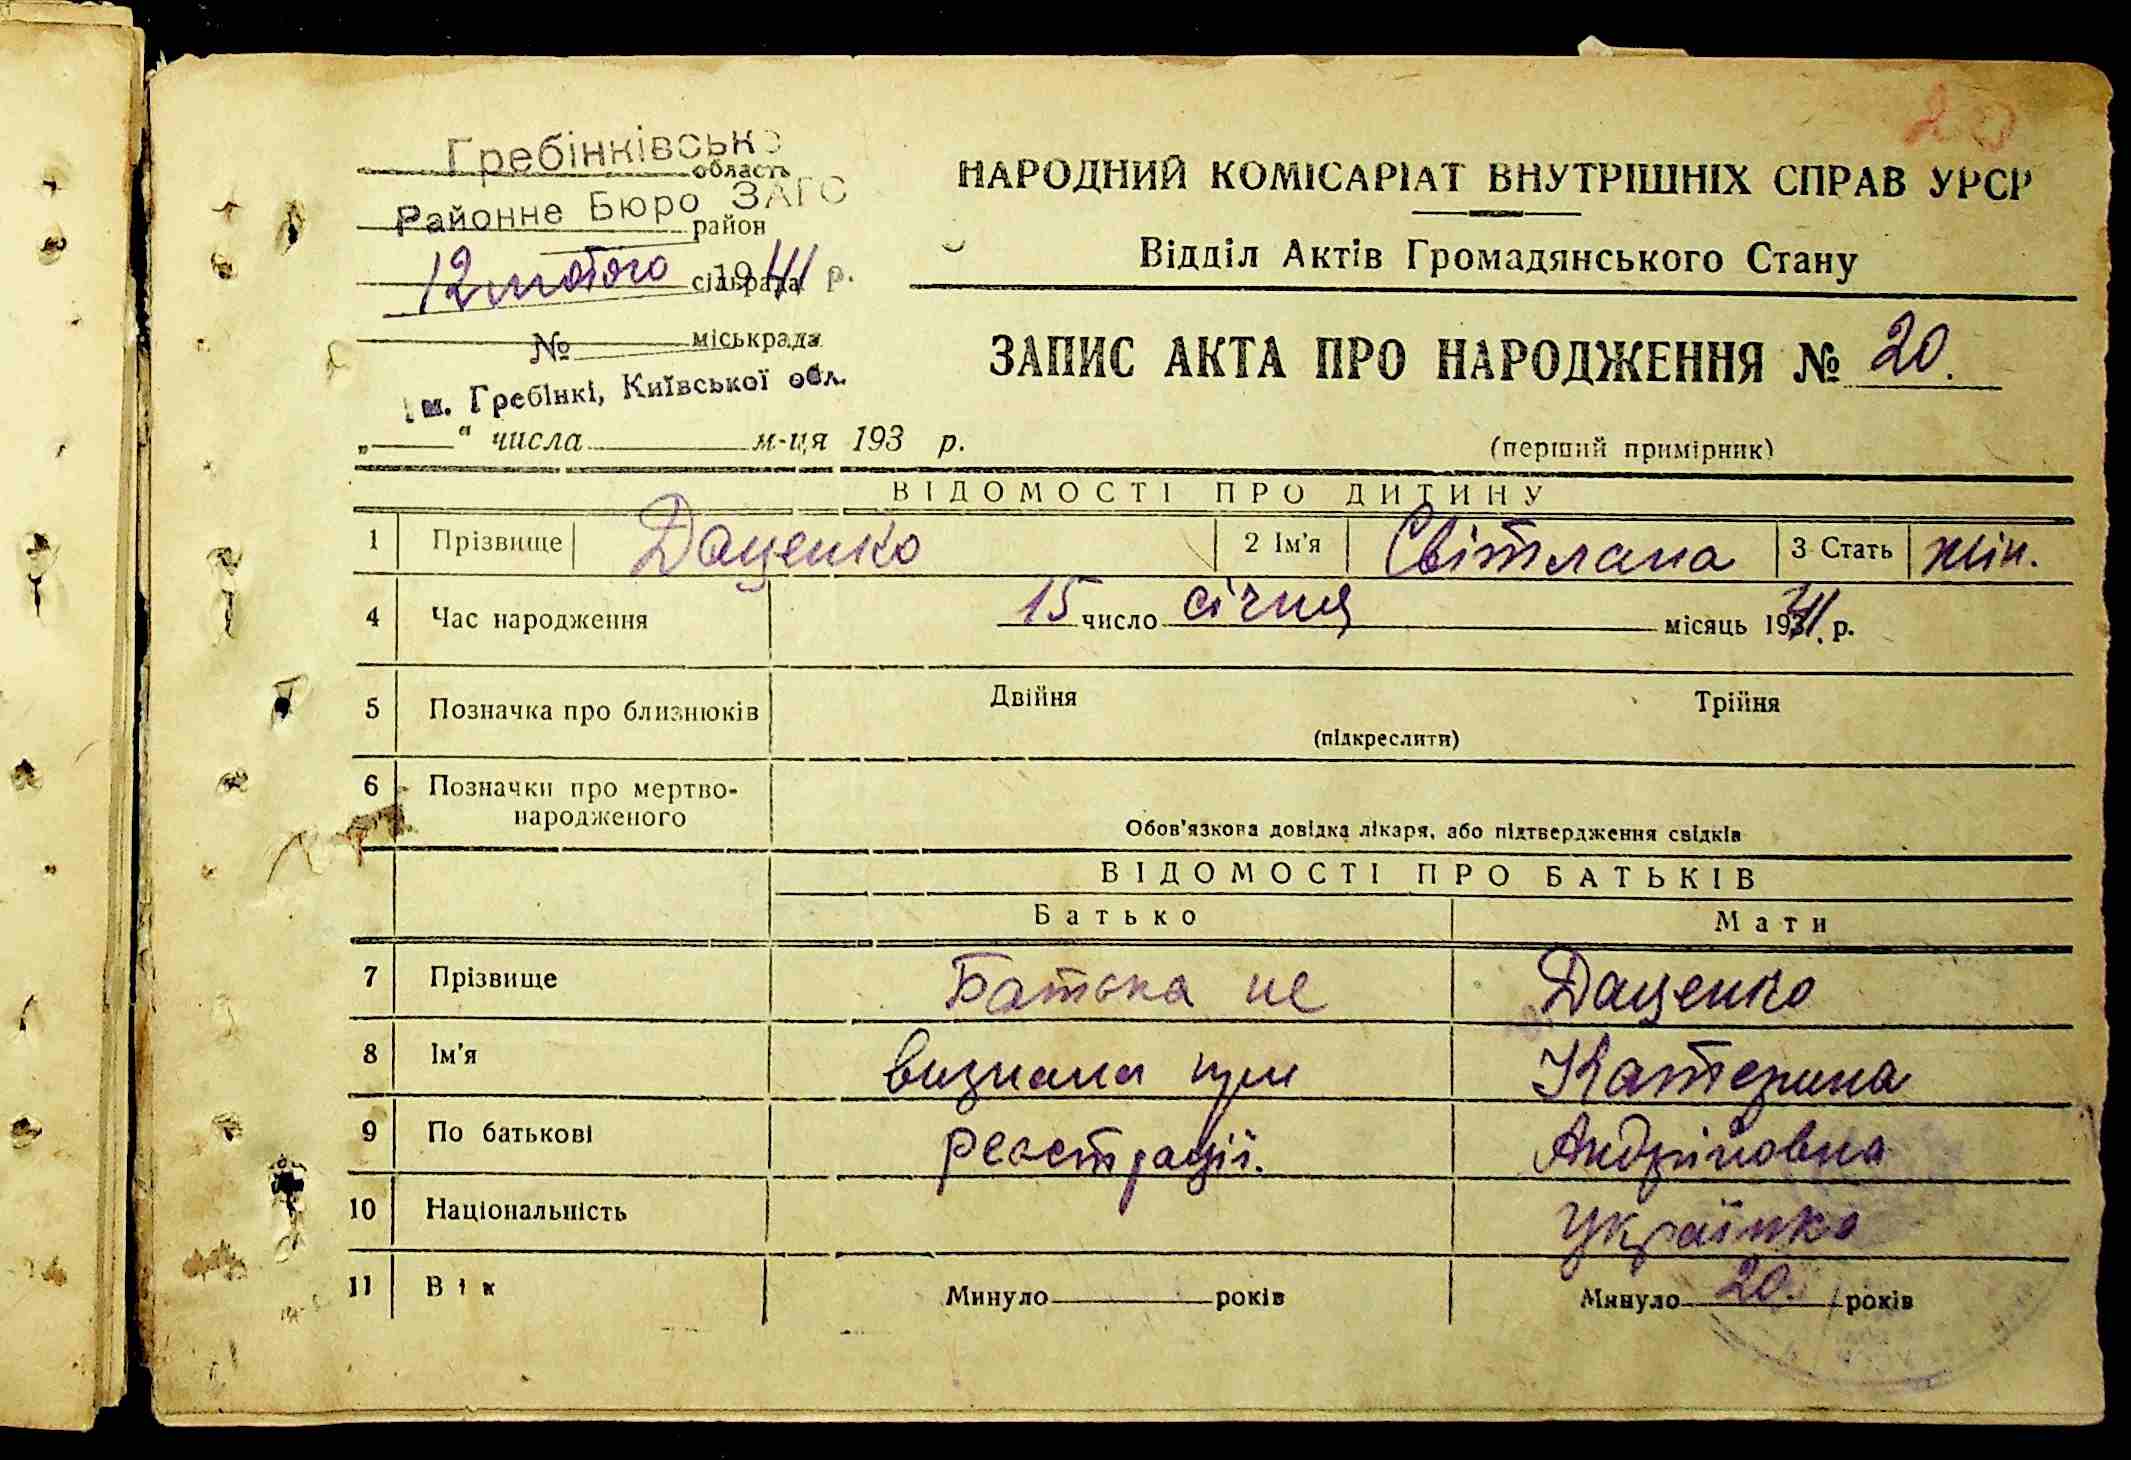 20
Гребінківське
область
Районне Бюро ЗАГС
район
12 лютого 1941 р.
сільрада
№ міськрада
м. Гребінкі, Київської обл.
„ “ числа м-ця 193 р.
НАРОДНИЙ КОМІСАРІАТ ВНУТРІШНІХ СПРАВ УРСР
Відділ Актів Громадянського Стану
ЗАПИС АКТА ПРО НАРОДЖЕННЯ № 20.
(перший примірник)
ВІДОМОСТІ ПРО ДИТИНУ
1 Прізвище Даценко 2 Ім'я Світлана 3 Стать жін.
4 Час народження 15 число січня місяць 1941 р.
5 Позначка про близнюків Двійня Трійня
(підкреслити)
6 Позначки про мертво-
народженого
Обов'язкова довідка лікаря, або підтвердження свідків
ВІДОМОСТІ ПРО БАТЬКІВ
Батько Мати
7 Прізвище Батька не Даценко
8 Ім'я визнала при Катерина
9 По батькові реєстрації. Андріївна
10 Національність Українка
11 Вік Минуло років Минуло 20. років